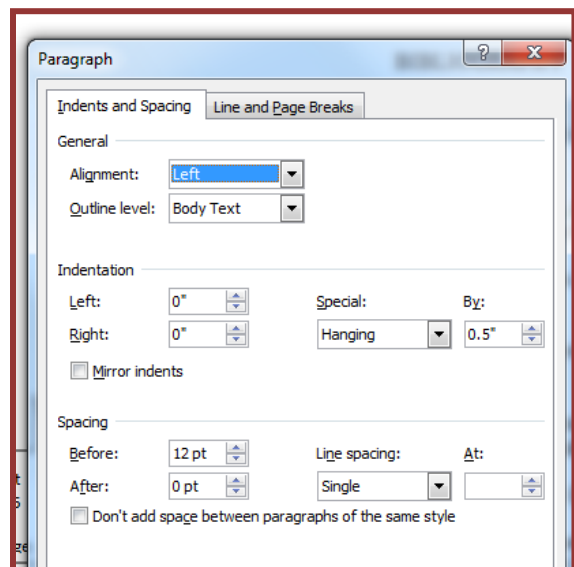 Paragraph
Indents and Spacing Line and Page Breaks
General
Alignment: Left
Outline level: Body Text
Indentation
Left: 0" Special: By:
Right: 0" Hanging 0.5"
Mirror indents
Spacing
Before: 12 pt Line spacing: At:
After: 0 pt Single
Don't add space between paragraphs of the same style